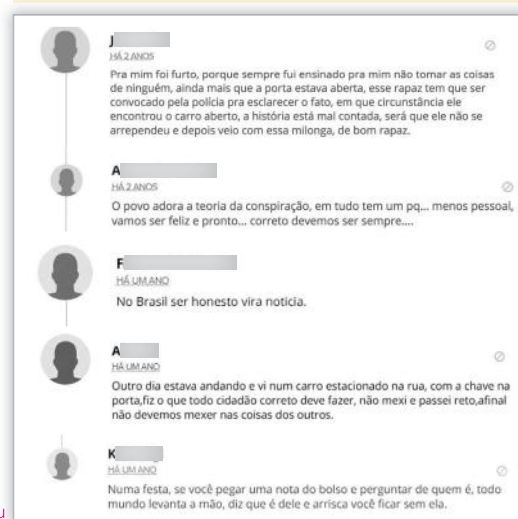 J
HÁ 2 ANOS
Pra mim foi furto, porque sempre fui ensinado pra mim não tomar as coisas
de ninguém, ainda mais que a porta estava aberta, esse rapaz tem que ser
convocado pela polícia pra esclarecer o fato, em que circunstância ele
encontrou o carro aberto, a história está mal contada, será que ele não se
arrependeu e depois veio com essa milonga, de bom rapaz.
A
HÁ 2 ANOS
O povo adora a teoria da conspiração, em tudo tem um pq... menos pessoal,
vamos ser feliz e pronto... correto devemos ser sempre....
F
HÁ UM ANO
No Brasil ser honesto vira noticia.
A
HÁ UM ANO
Outro dia estava andando e vi num carro estacionado na rua, com a chave na
porta,fiz o que todo cidadão correto deve fazer, não mexi e passei reto,afinal
não devemos mexer nas coisas dos outros.
K
HÁ UM ANO
Numa festa, se você pegar uma nota do bolso e perguntar de quem é, todo
mundo levanta a mão, diz que é dele e arrisca você ficar sem ela.
u